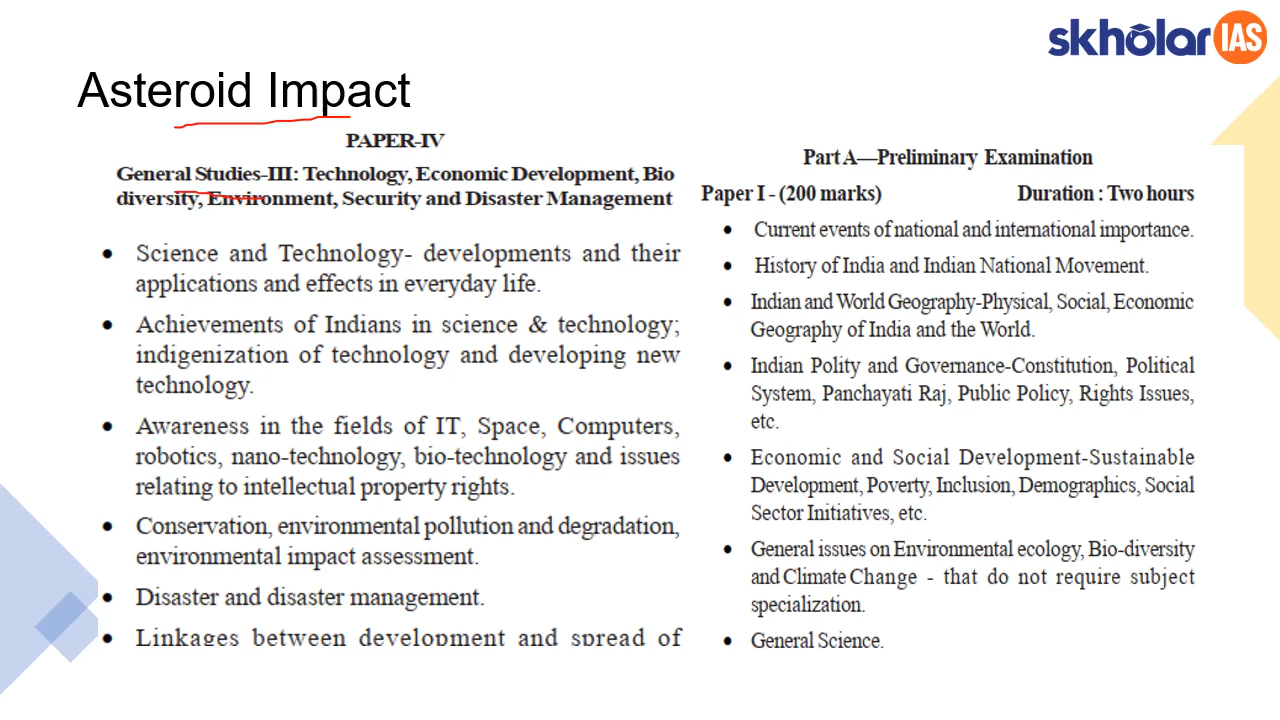 skholar IAS
Asteroid Impact
PAPER-IV
General Studies-III: Technology, Economic Development, Bio
diversity, Environment, Security and Disaster Management
• Science and Technology- developments and their
applications and effects in everyday life.
• Achievements of Indians in science & technology;
indigenization of technology and developing new
technology.
• Awareness in the fields of IT, Space, Computers,
robotics, nano-technology, bio-technology and issues
relating to intellectual property rights.
• Conservation, environmental pollution and degradation,
environmental impact assessment.
• Disaster and disaster management.
• Linkages between development and spread of
Part A—Preliminary Examination
Paper I - (200 marks) Duration : Two hours
• Current events of national and international importance.
• History of India and Indian National Movement.
• Indian and World Geography-Physical, Social, Economic
Geography of India and the World.
• Indian Polity and Governance-Constitution, Political
System, Panchayati Raj, Public Policy, Rights Issues,
etc.
• Economic and Social Development-Sustainable
Development, Poverty, Inclusion, Demographics, Social
Sector Initiatives, etc.
• General issues on Environmental ecology, Bio-diversity
and Climate Change - that do not require subject
specialization.
• General Science.